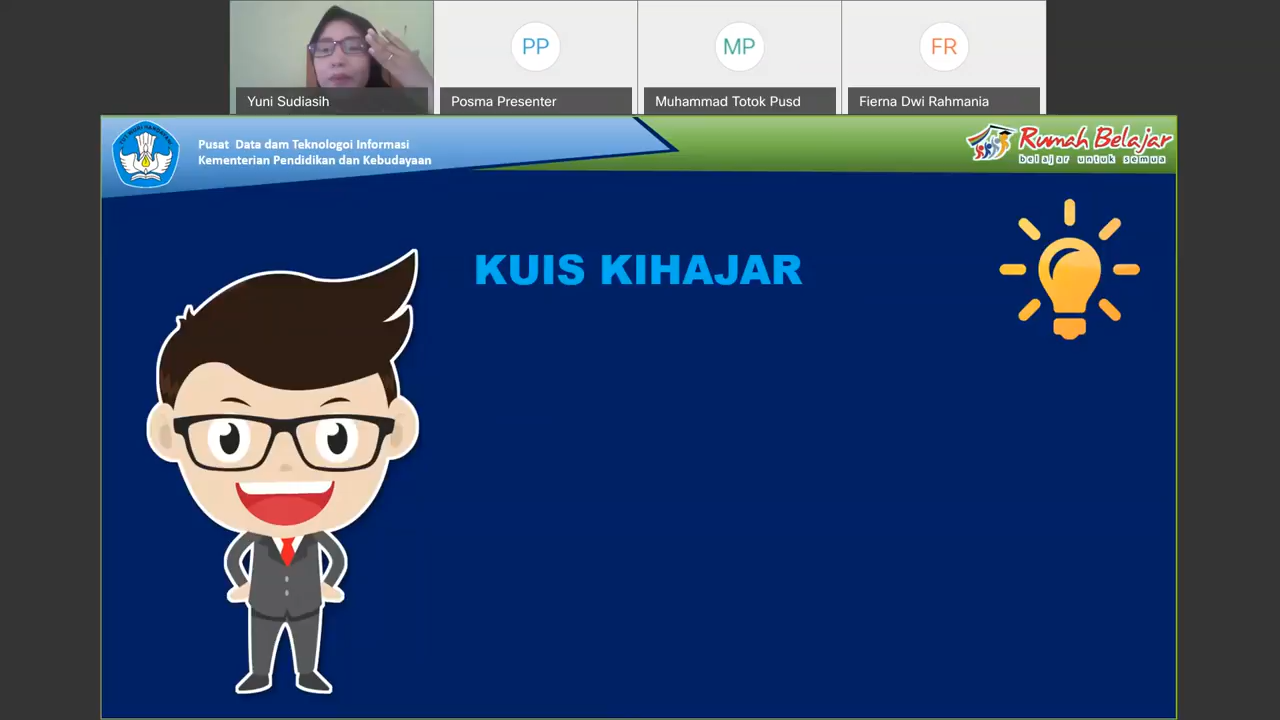 Yuni Sudiasih
PP
Posma Presenter
MP
Muhammad Totok Pusd
FR
Fierna Dwi Rahmania
Pusat Data dam Teknologoi Informasi
Kementerian Pendidikan dan Kebudayaan
Rumah Belajar
belajar untuk semua
KUIS KIHAJAR